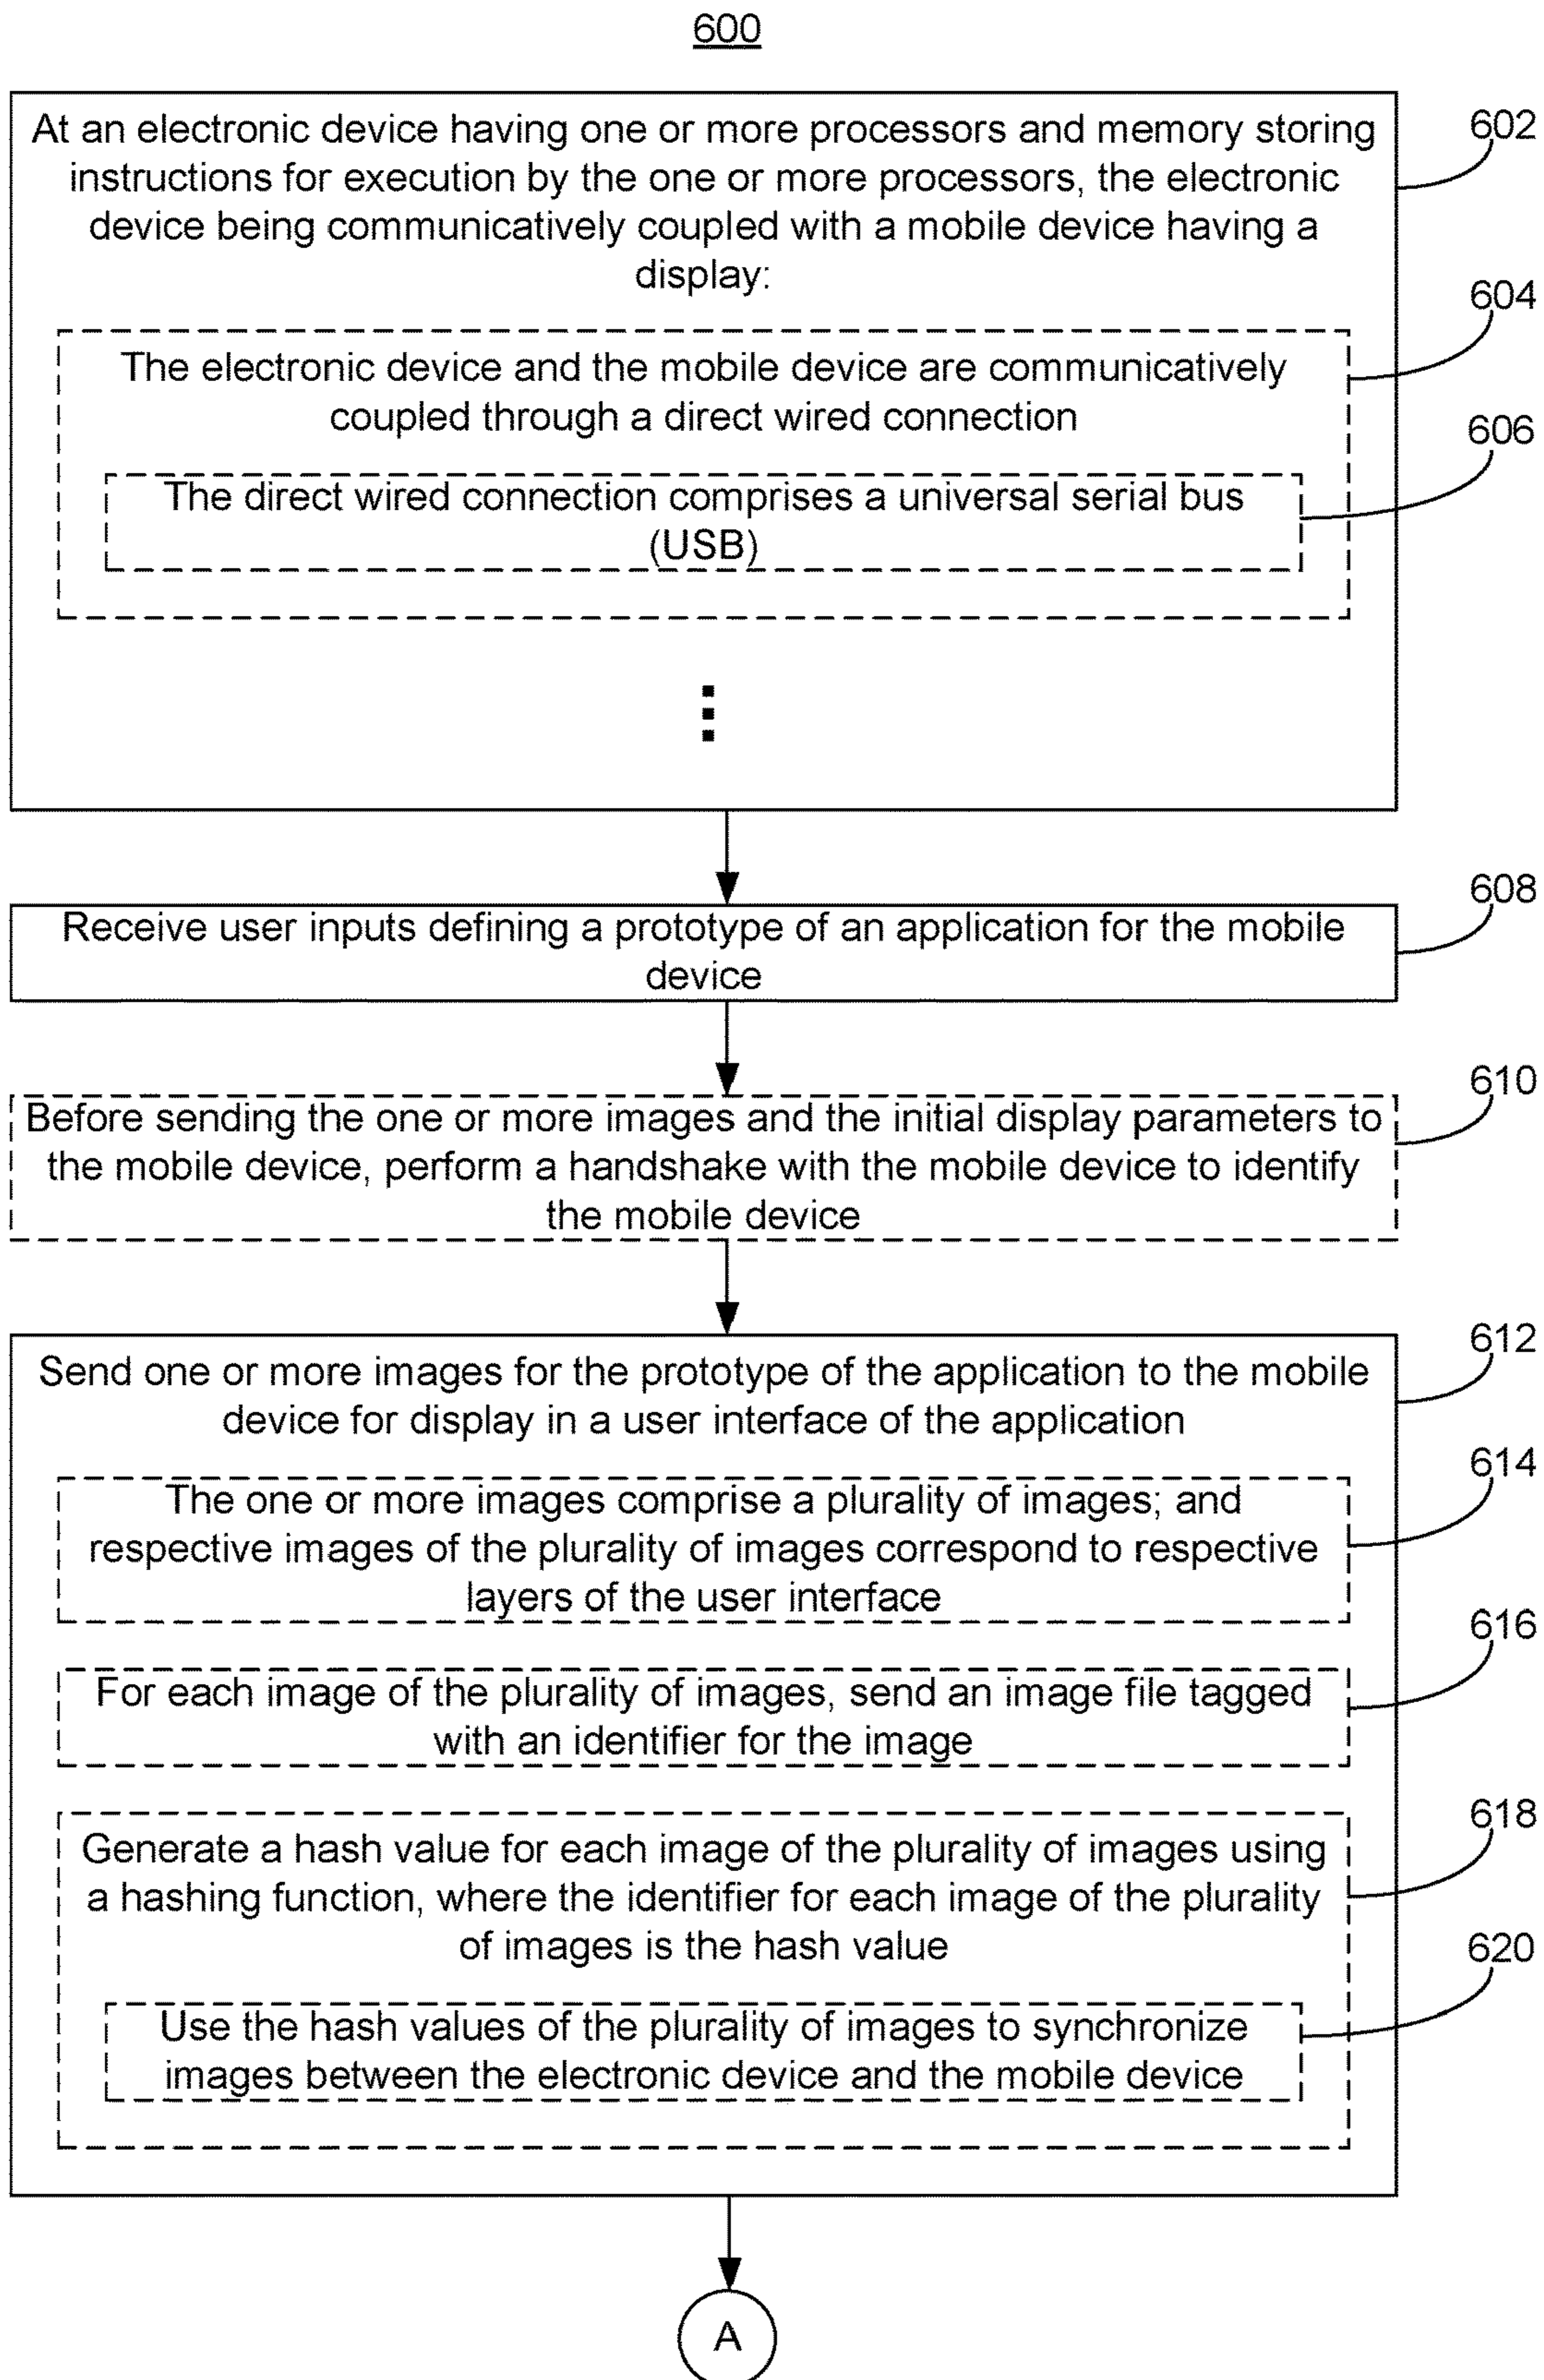 600
At an electronic device having one or more processors and memory storing
instructions for execution by the one or more processors, the electronic
device being communicatively coupled with a mobile device having a
display:
602
The electronic device and the mobile device are communicatively
coupled through a direct wired connection
604
The direct wired connection comprises a universal serial bus
(USB)
606
Receive user inputs defining a prototype of an application for the mobile
device
608
Before sending the one or more images and the initial display parameters to
the mobile device, perform a handshake with the mobile device to identify
the mobile device
610
Send one or more images for the prototype of the application to the mobile
device for display in a user interface of the application
612
The one or more images comprise a plurality of images; and
respective images of the plurality of images correspond to respective
layers of the user interface
614
For each image of the plurality of images, send an image file tagged
with an identifier for the image
616
Generate a hash value for each image of the plurality of images using
a hashing function, where the identifier for each image of the plurality
of images is the hash value
618
Use the hash values of the plurality of images to synchronize
images between the electronic device and the mobile device
620
A